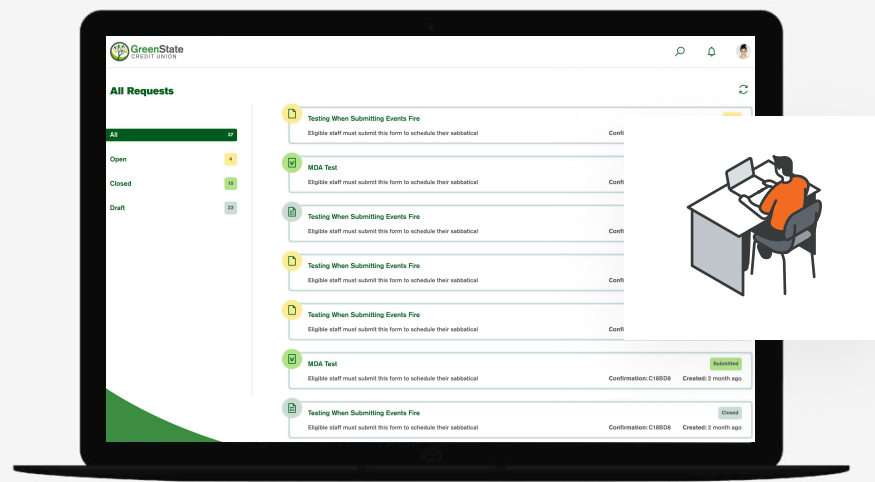 GreenState
CREDIT UNION
All Requests
All 37
Open 4
Closed 10
Draft 23
Testing When Submitting Events Fire
Eligible staff must submit this form to schedule their sabbatical Confi
MDA Test
Eligible staff must submit this form to schedule their sabbatical Confi
Testing When Submitting Events Fire
Eligible staff must submit this form to schedule their sabbatical Confi
Testing When Submitting Events Fire
Eligible staff must submit this form to schedule their sabbatical Confi
Testing When Submitting Events Fire
Eligible staff must submit this form to schedule their sabbatical Confi
MDA Test Submitted
Eligible staff must submit this form to schedule their sabbatical Confirmation: C18BD8 Created: 2 month ago
Testing When Submitting Events Fire Closed
Eligible staff must submit this form to schedule their sabbatical Confirmation: C18BD8 Created: 2 month ago